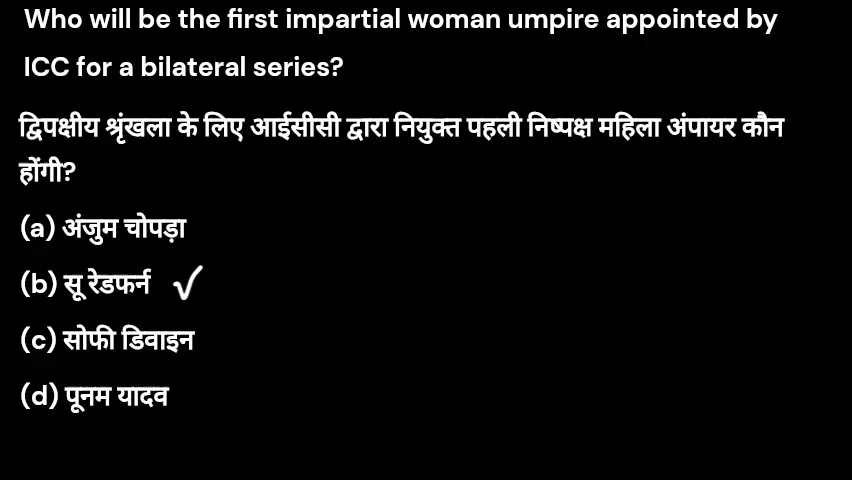 Who will be the first impartial woman umpire appointed by
ICC for a bilateral series?
द्विपक्षीय श्रृंखला के लिए आईसीसी द्वारा नियुक्त पहली निष्पक्ष महिला अंपायर कौन
होंगी?
(a) अंजुम चोपड़ा
(b) सू रेडफर्न ✓
(c) सोफी डिवाइन
(d) पूनम यादव